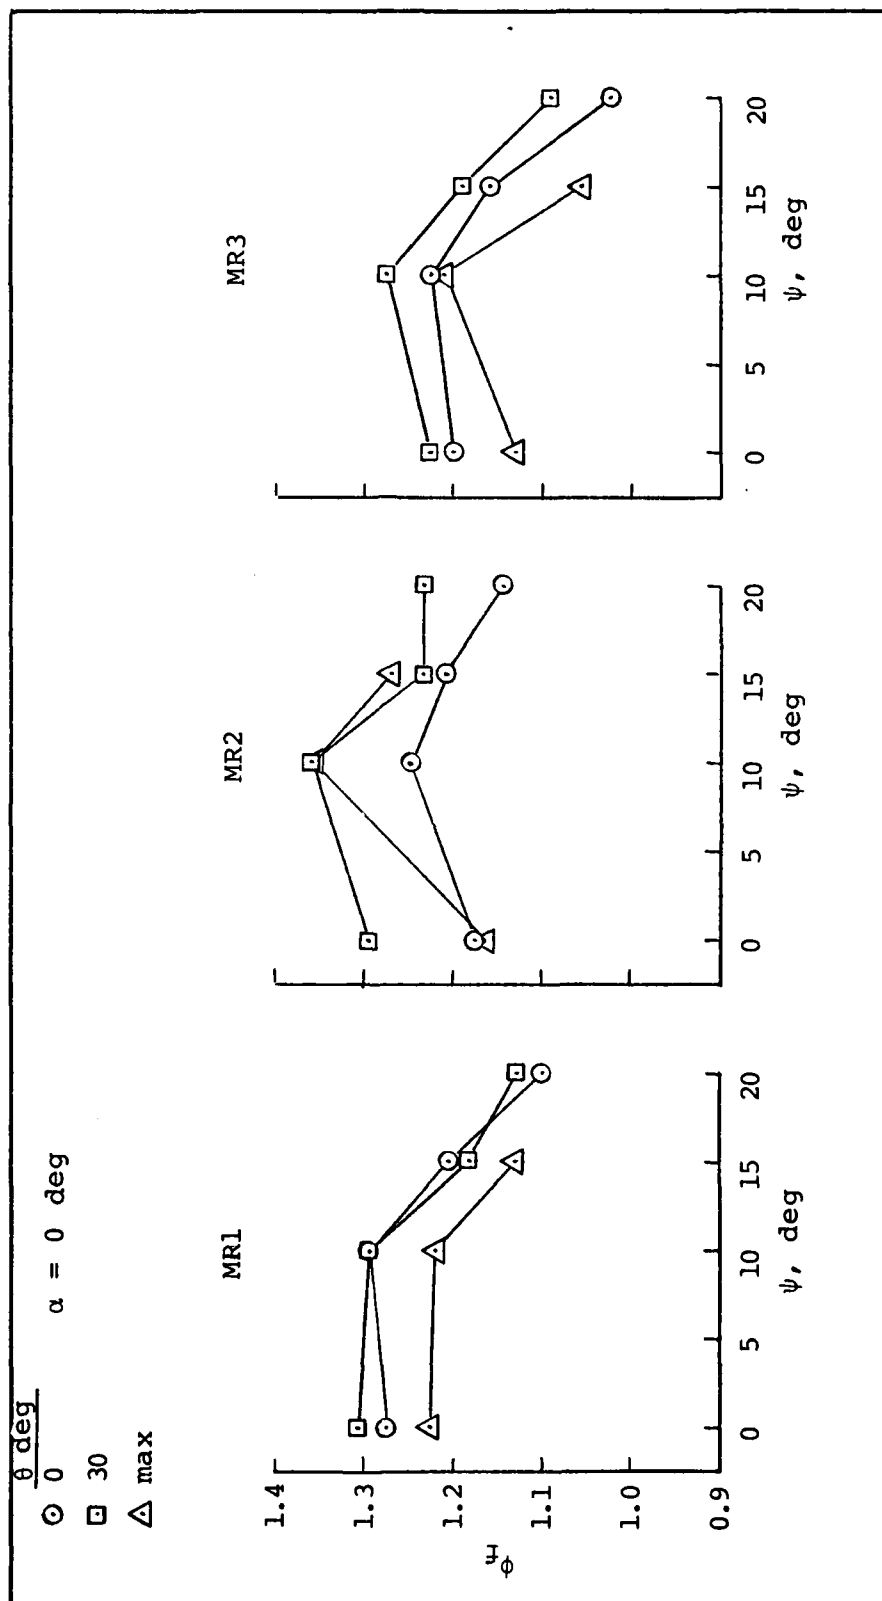 θ deg
0 α = 0 deg
30
max
MR1
MR2
MR3
1.4
1.3
1.2
1.1
1.0
0.9
ϕf
0 5 10 15 20
0 5 10 15 20
0 5 10 15 20
ψ, deg
ψ, deg
ψ, deg